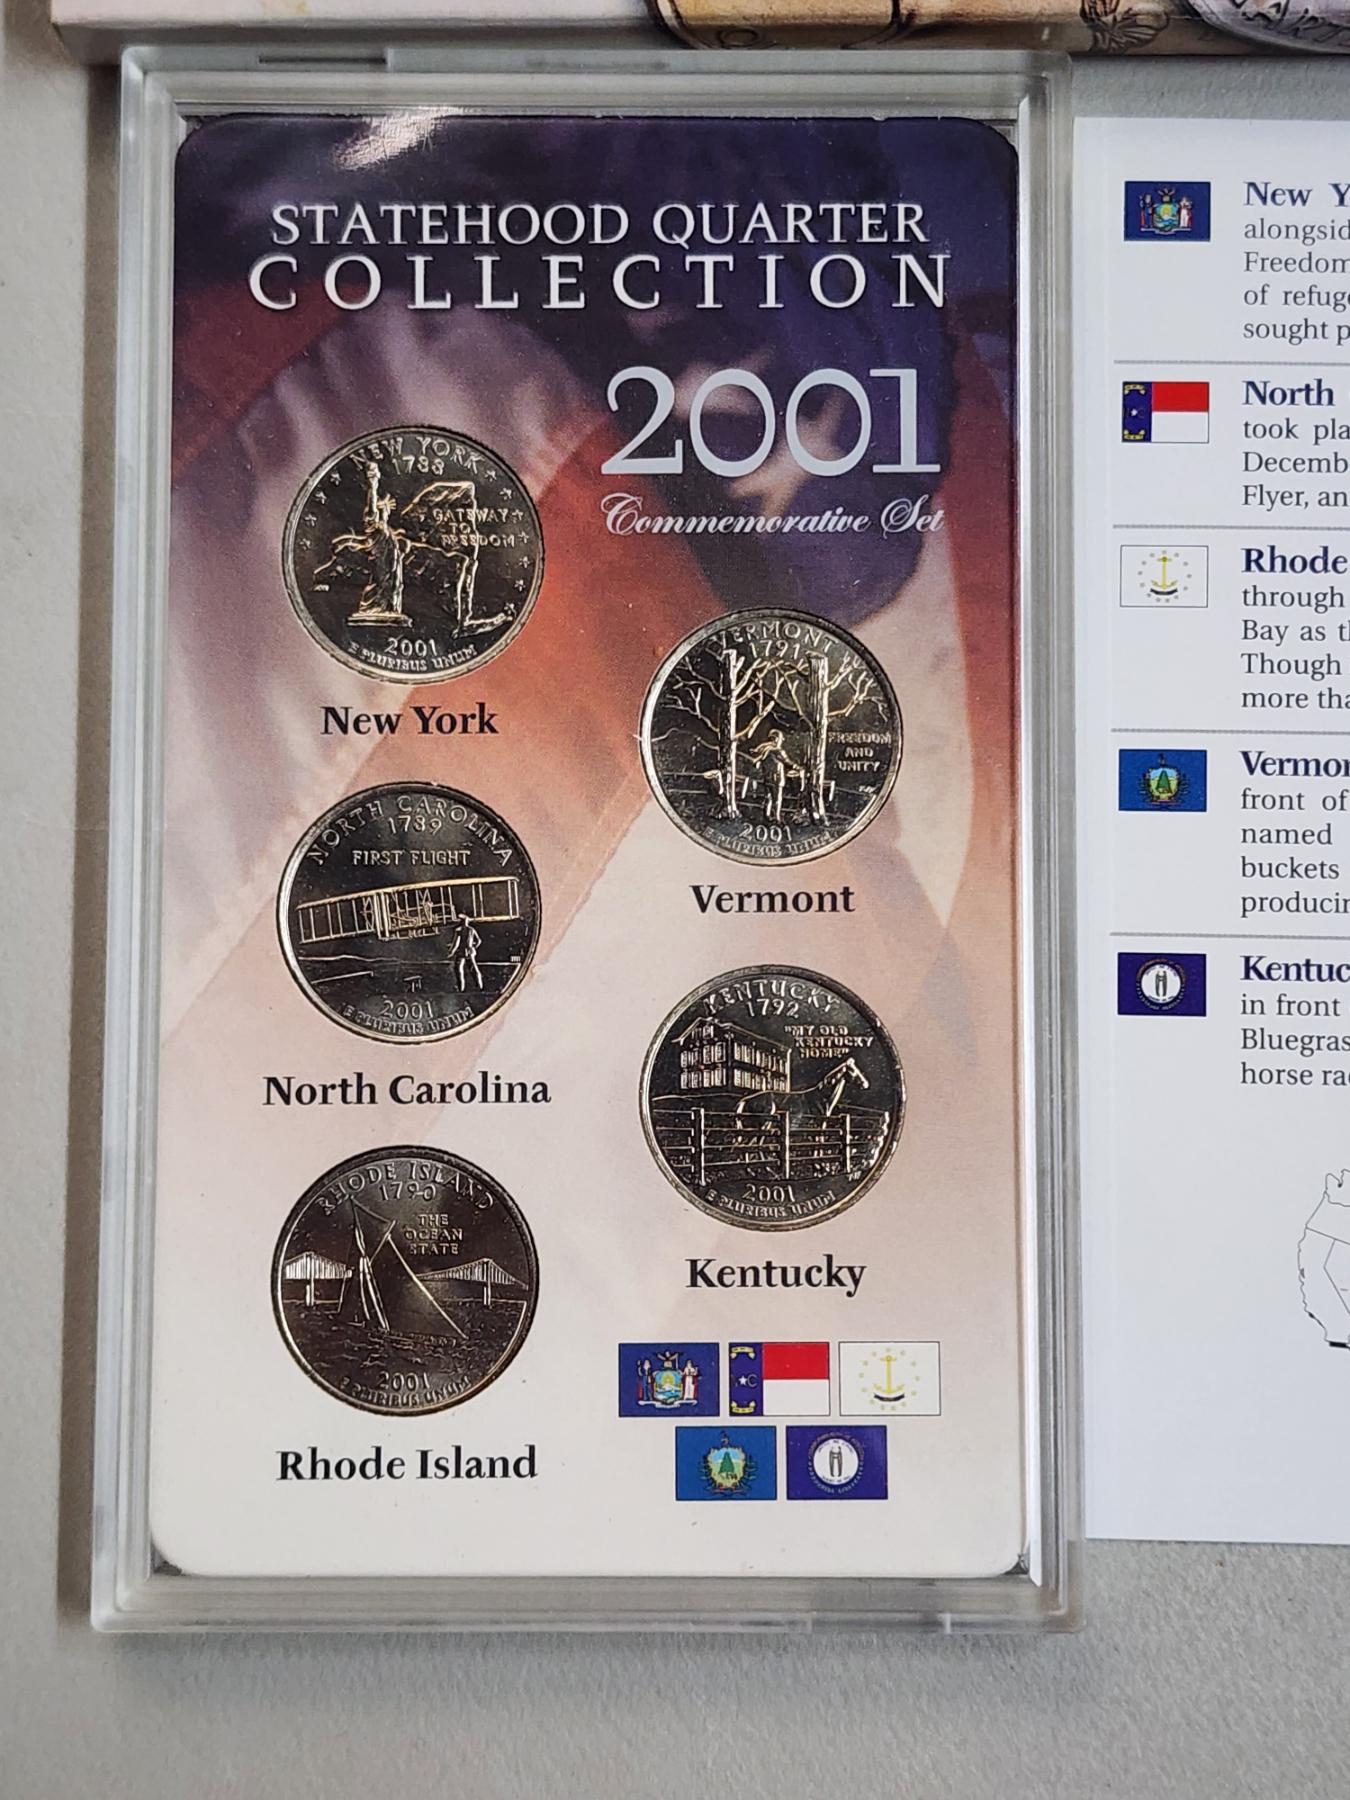 STATEHOOD QUARTER
COLLECTION
2001
Commemorative Set
NEW YORK
1788
GATEWAY
TO
FREEDOM
2001
E PLURIBUS UNUM
New York
VERMONT
1791
FREEDOM
AND
UNITY
2001
E PLURIBUS UNUM
Vermont
NORTH CAROLINA
1789
FIRST FLIGHT
2001
E PLURIBUS UNUM
North Carolina
KENTUCKY
1792
"MY OLD
KENTUCKY
HOME"
2001
E PLURIBUS UNUM
Kentucky
RHODE ISLAND
1790
THE
OCEAN
STATE
2001
E PLURIBUS UNUM
Rhode Island
New Y
alongsid
Freedom
of refug
sought p
North
took pla
Decemb
Flyer, an
Rhode
through
Bay as th
Though
more tha
Vermon
front of
named
buckets
producin
Kentuc
in front
Bluegras
horse rac